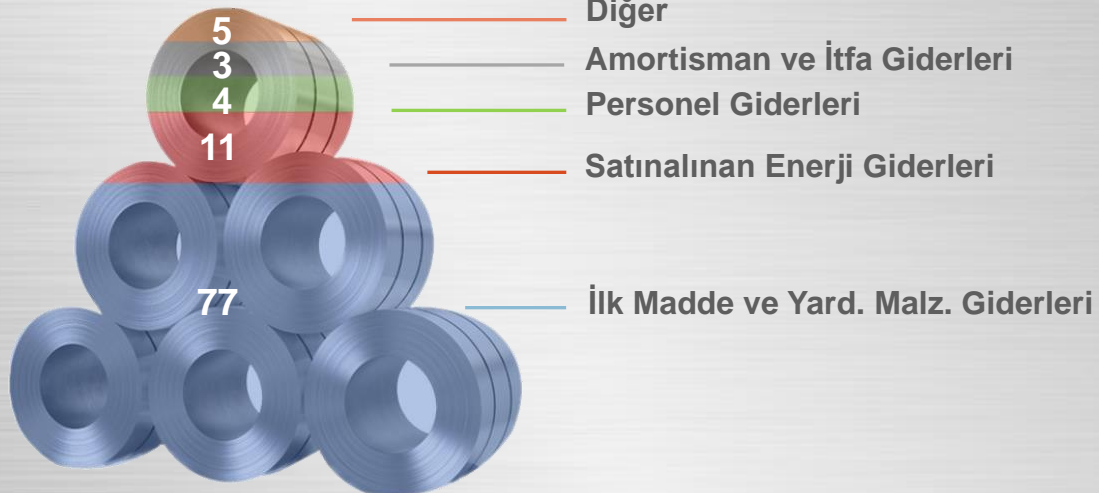 Diğer
5
Amortisman ve İtfa Giderleri
3
Personel Giderleri
4
11
Satınalınan Enerji Giderleri
77
İlk Madde ve Yard. Malz. Giderleri